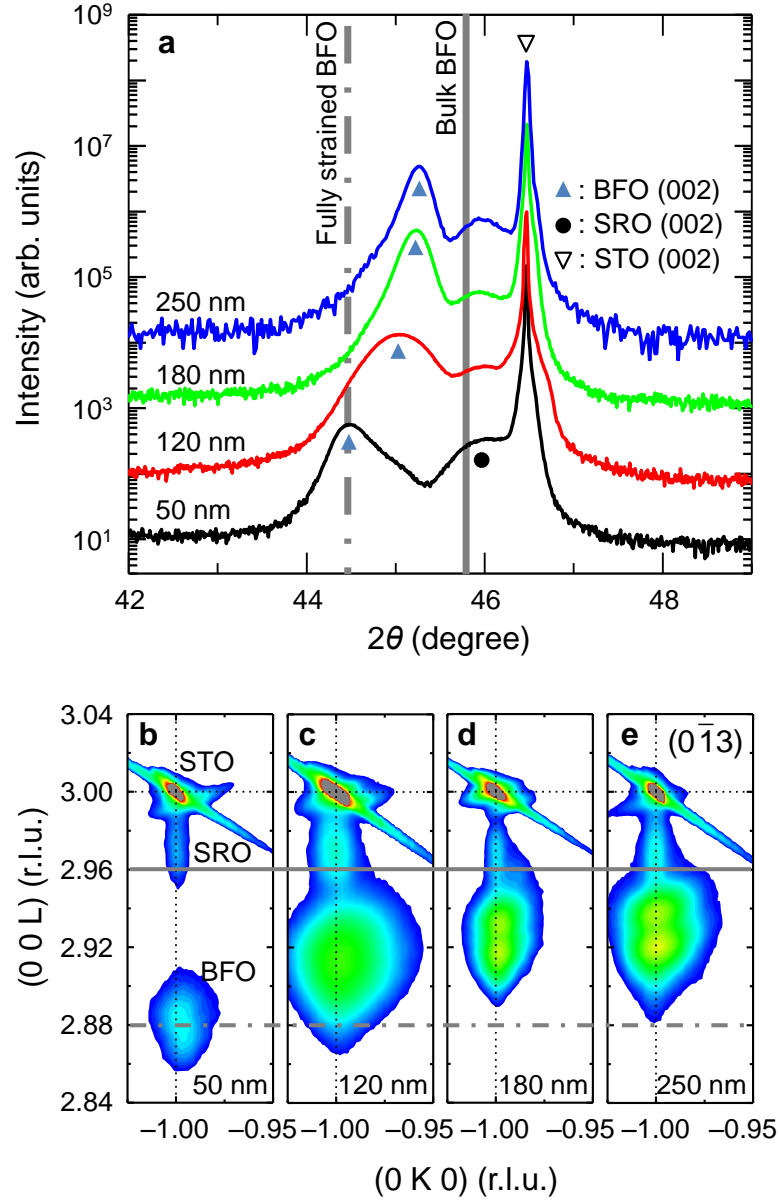 a
Fully strained BFO
Bulk BFO
▽
▲ : BFO (002)
● : SRO (002)
▽ : STO (002)
250 nm
180 nm
120 nm
50 nm
Intensity (arb. units)
10⁷
10⁵
10³
10¹
42 44 46 48
2θ (degree)
b c d e (01̄3)
STO
SRO
BFO
50 nm 120 nm 180 nm 250 nm
(0 0 L) (r.l.u.)
3.04
3.00
2.96
2.92
2.88
2.84
−1.00 −0.95 −1.00 −0.95 −1.00 −0.95 −1.00 −0.95
(0 K 0) (r.l.u.)